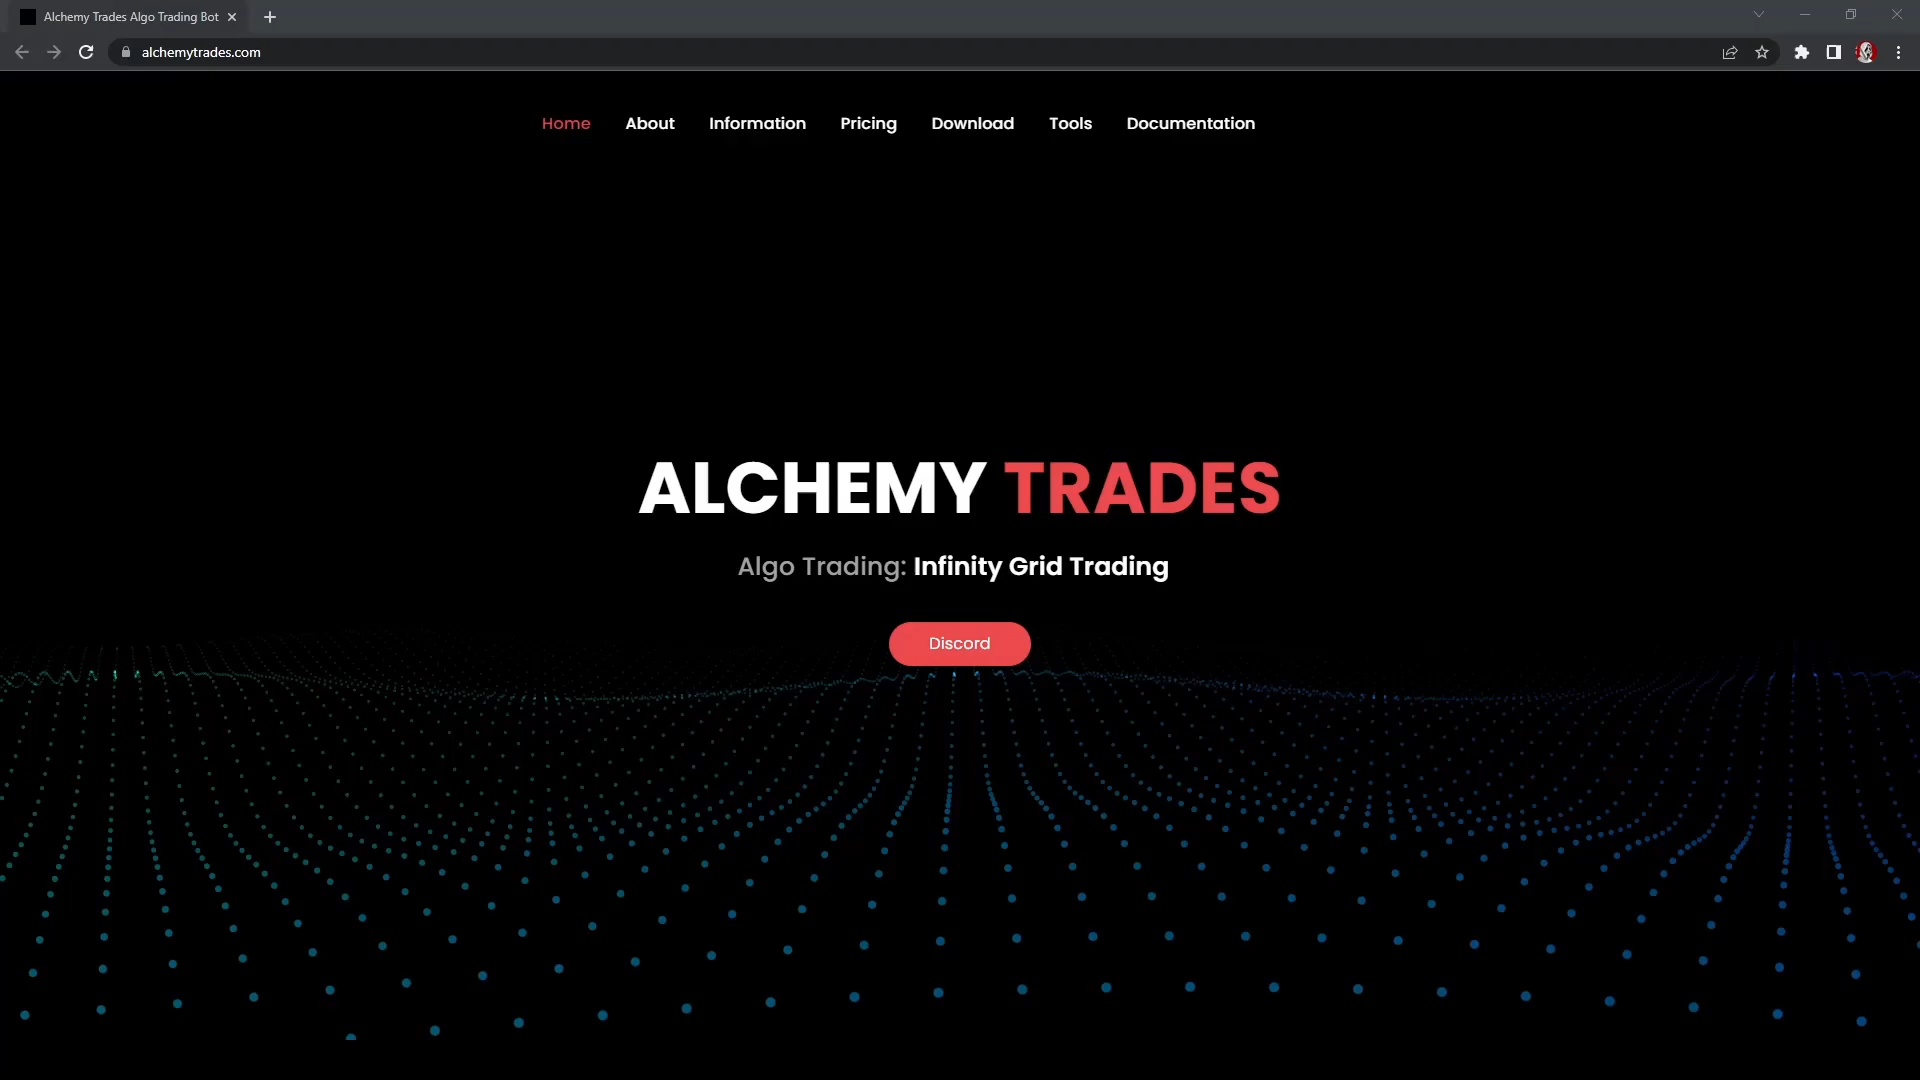 Alchemy Trades Algo Trading Bot
alchemytrades.com
Home About Information Pricing Download Tools Documentation
ALCHEMY TRADES
Algo Trading: Infinity Grid Trading
Discord